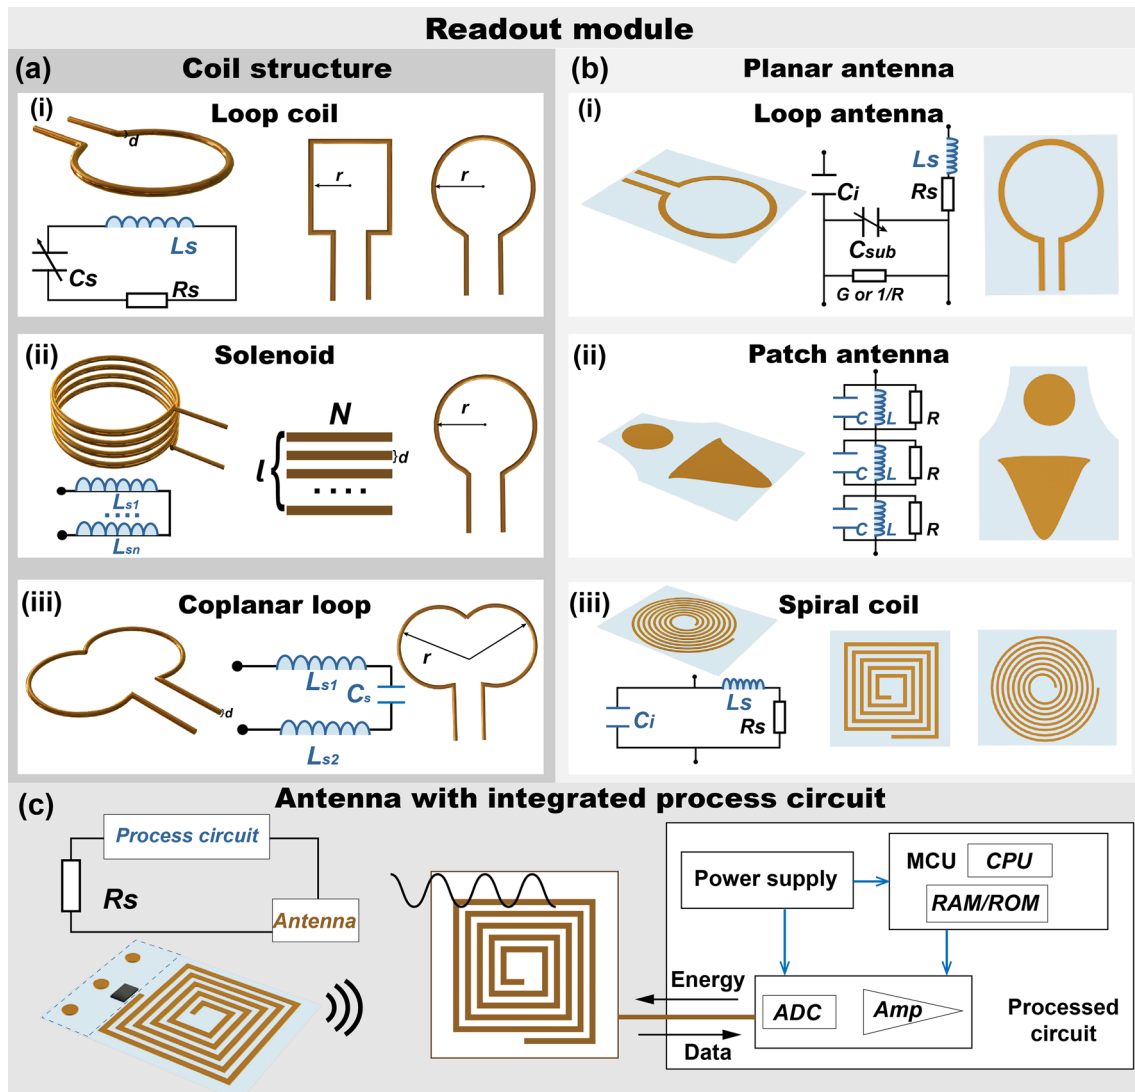 Readout module
(a)
Coil structure
(i)
Loop coil
d
r
r
Ls
Cs
Rs
(ii)
Solenoid
N
r
l
d
Ls1
....
Lsn
....
(iii)
Coplanar loop
r
Ls1
Cs
d
Ls2
(b)
Planar antenna
(i)
Loop antenna
Ls
Ci
Rs
Csub
G or 1/R
(ii)
Patch antenna
C L R
C L R
C L R
(iii)
Spiral coil
Ls
Ci
Rs
(c)
Antenna with integrated process circuit
Process circuit
Rs
Antenna
Power supply
MCU
CPU
RAM/ROM
Energy
ADC
Amp
Data
Processed
circuit